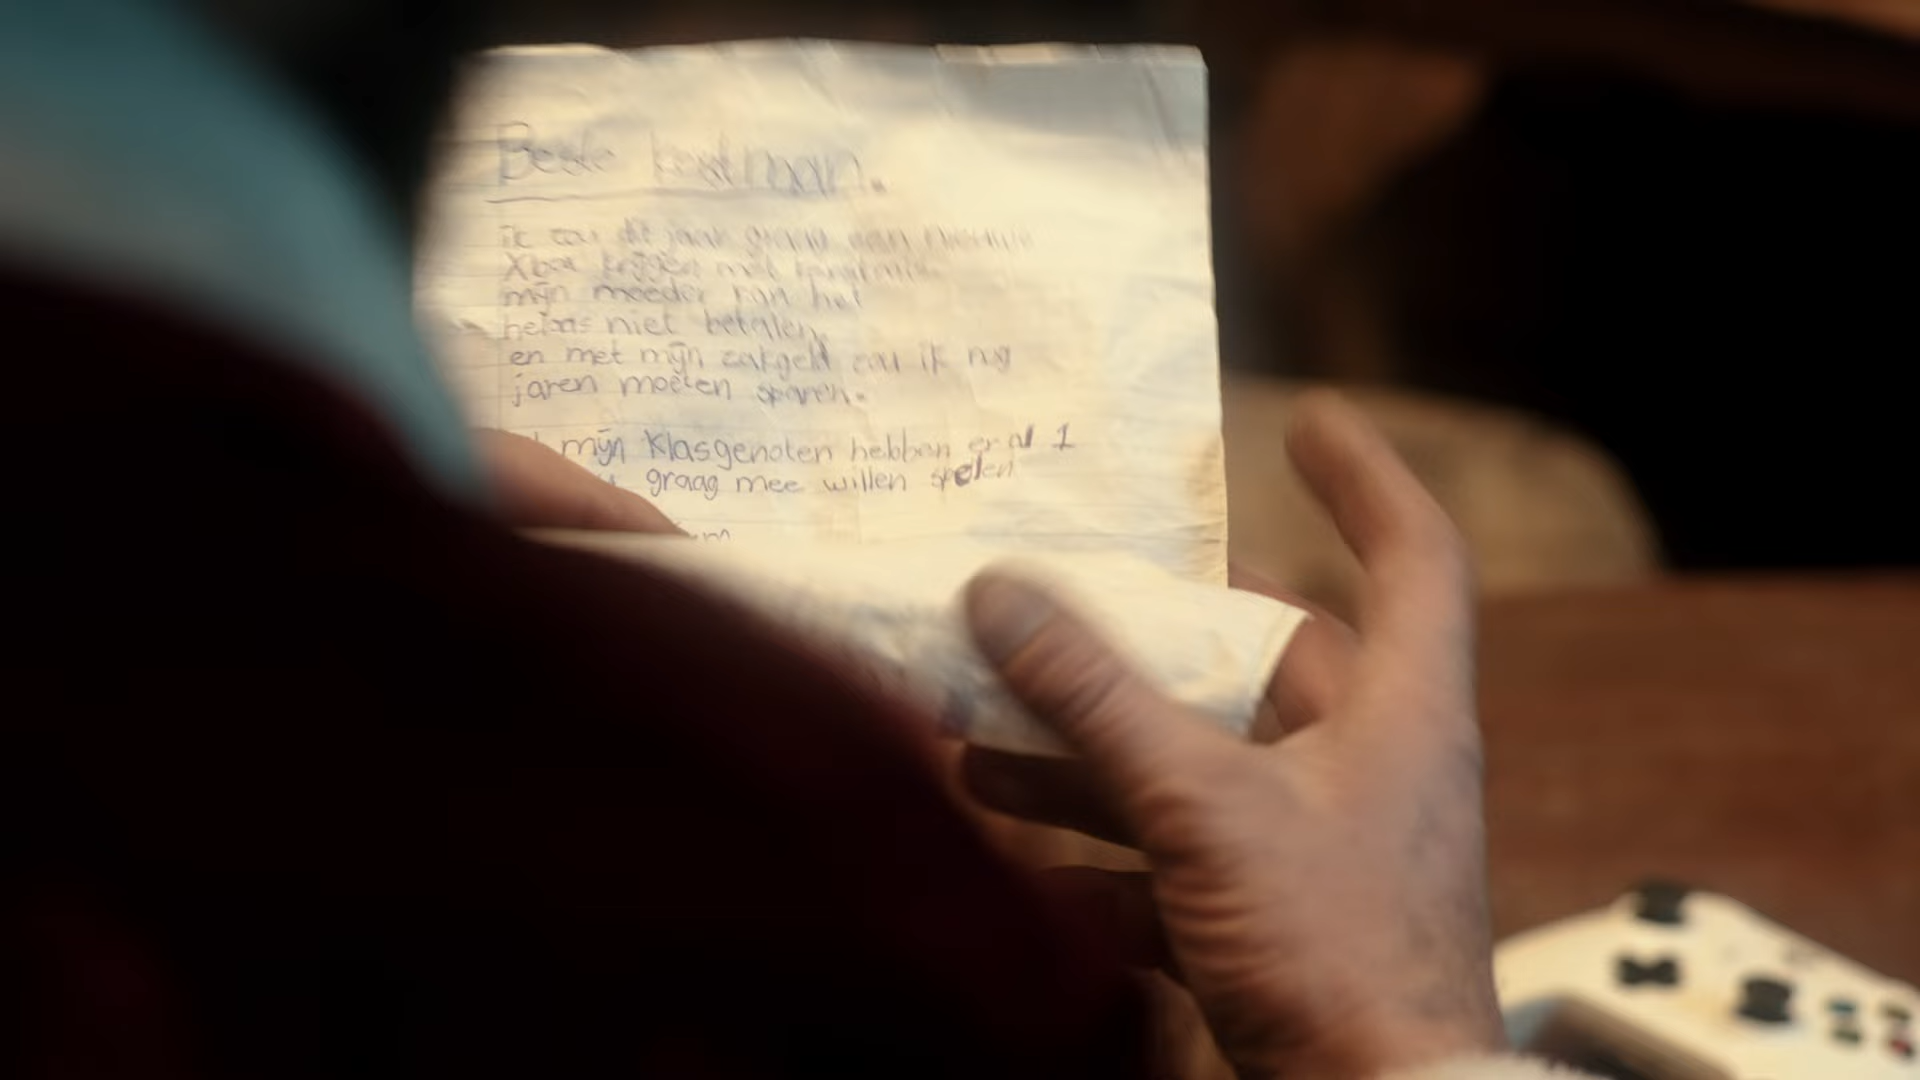 Beste kerstman.
ik zou dit jaar graag een nieuwe
Xbox krijgen met
mijn moeder kan het
helaas niet betalen.
en met mijn zakgeld zou ik nog
jaren moeten sparen.
mijn klasgenoten hebben er al 1
graag mee willen spelen